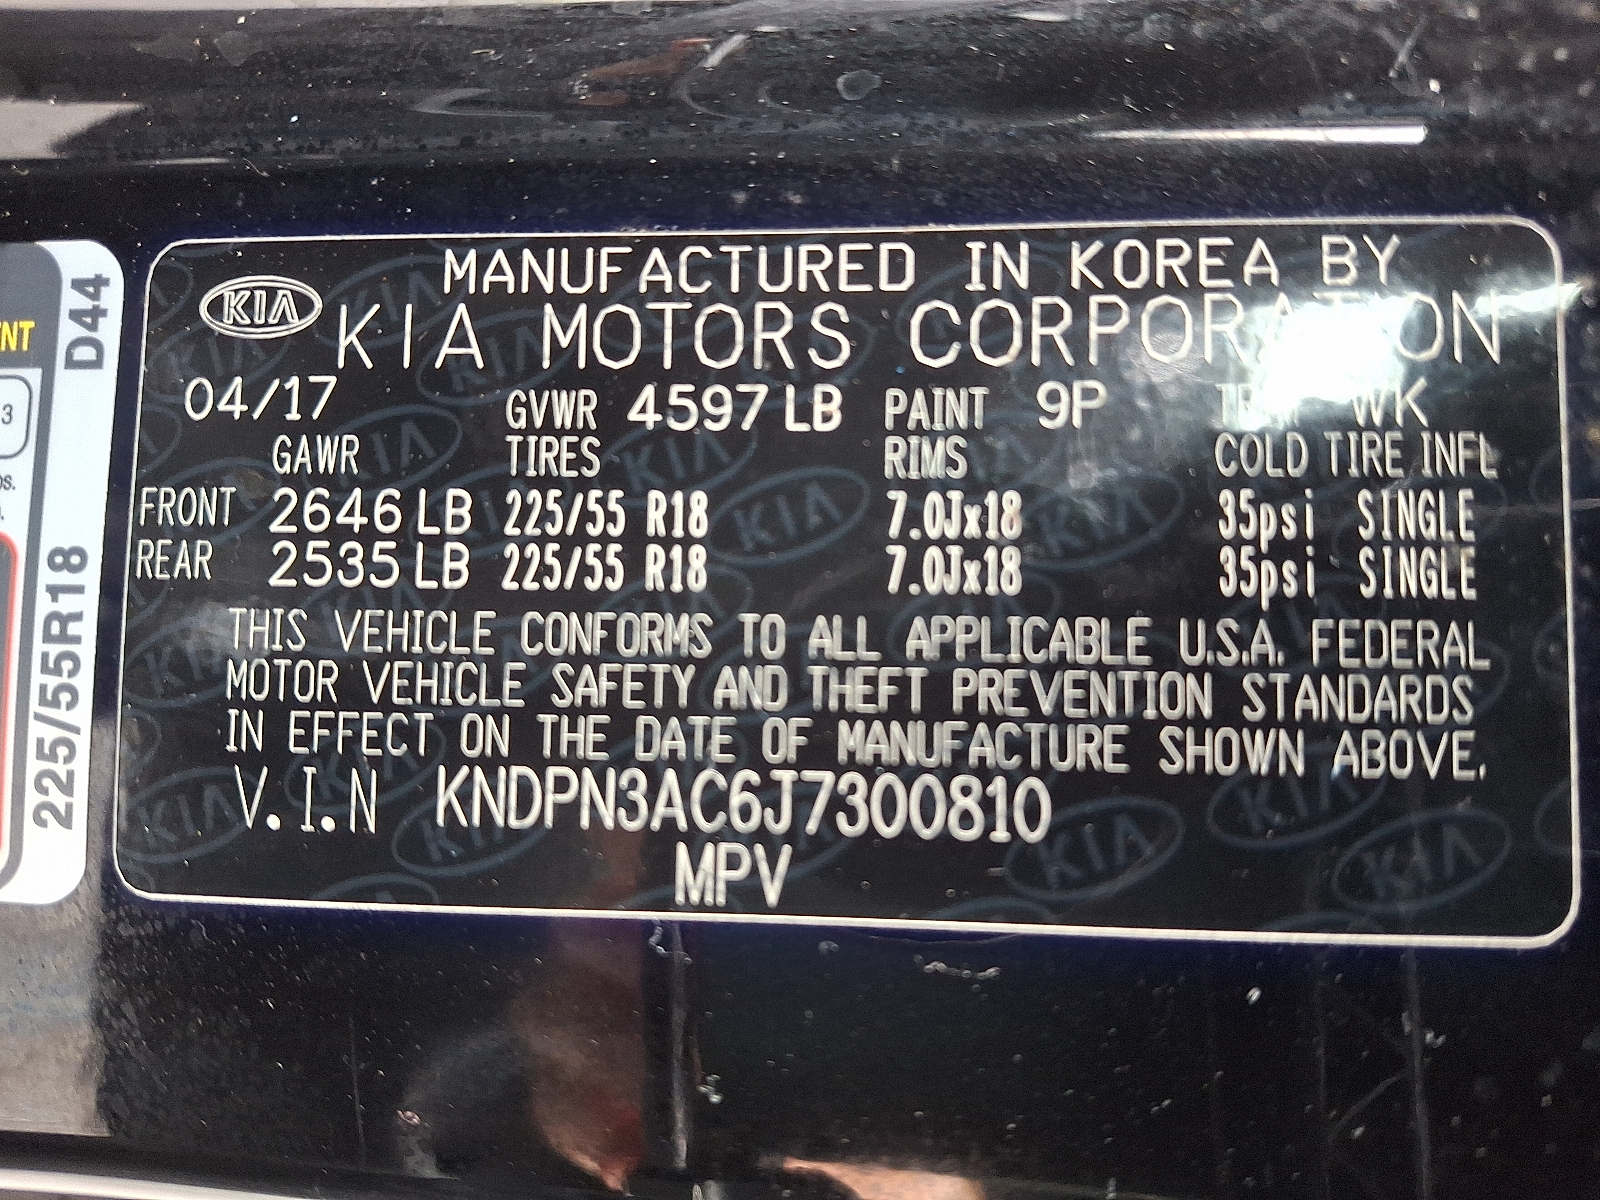 MANUFACTURED IN KOREA BY
KIA KIA MOTORS CORPORATION
04/17 GVWR 4597 LB PAINT 9P TRIM WK
GAWR TIRES RIMS COLD TIRE INFL
FRONT 2646 LB 225/55 R18 7.0Jx18 35psi SINGLE
REAR 2535 LB 225/55 R18 7.0Jx18 35psi SINGLE
THIS VEHICLE CONFORMS TO ALL APPLICABLE U.S.A. FEDERAL
MOTOR VEHICLE SAFETY AND THEFT PREVENTION STANDARDS
IN EFFECT ON THE DATE OF MANUFACTURE SHOWN ABOVE.
V.I.N KNDPN3AC6J7300810
MPV
D44
225/55R18
3